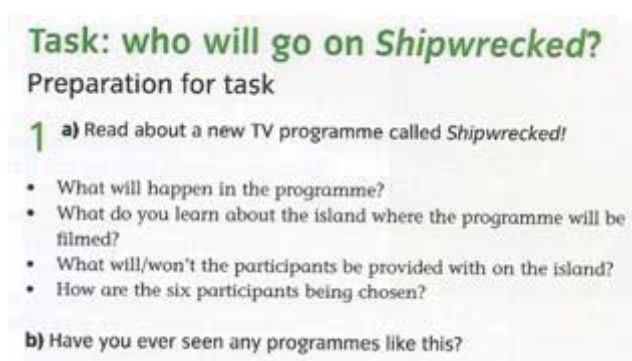 Task: who will go on Shipwrecked?
Preparation for task
1 a) Read about a new TV programme called Shipwrecked!
• What will happen in the programme?
• What do you learn about the island where the programme will be
filmed?
• What will/won't the participants be provided with on the island?
• How are the six participants being chosen?
b) Have you ever seen any programmes like this?